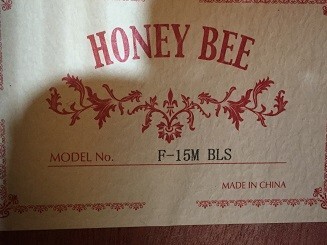 HONEY BEE
MODEL No. F-15M BLS
MADE IN CHINA